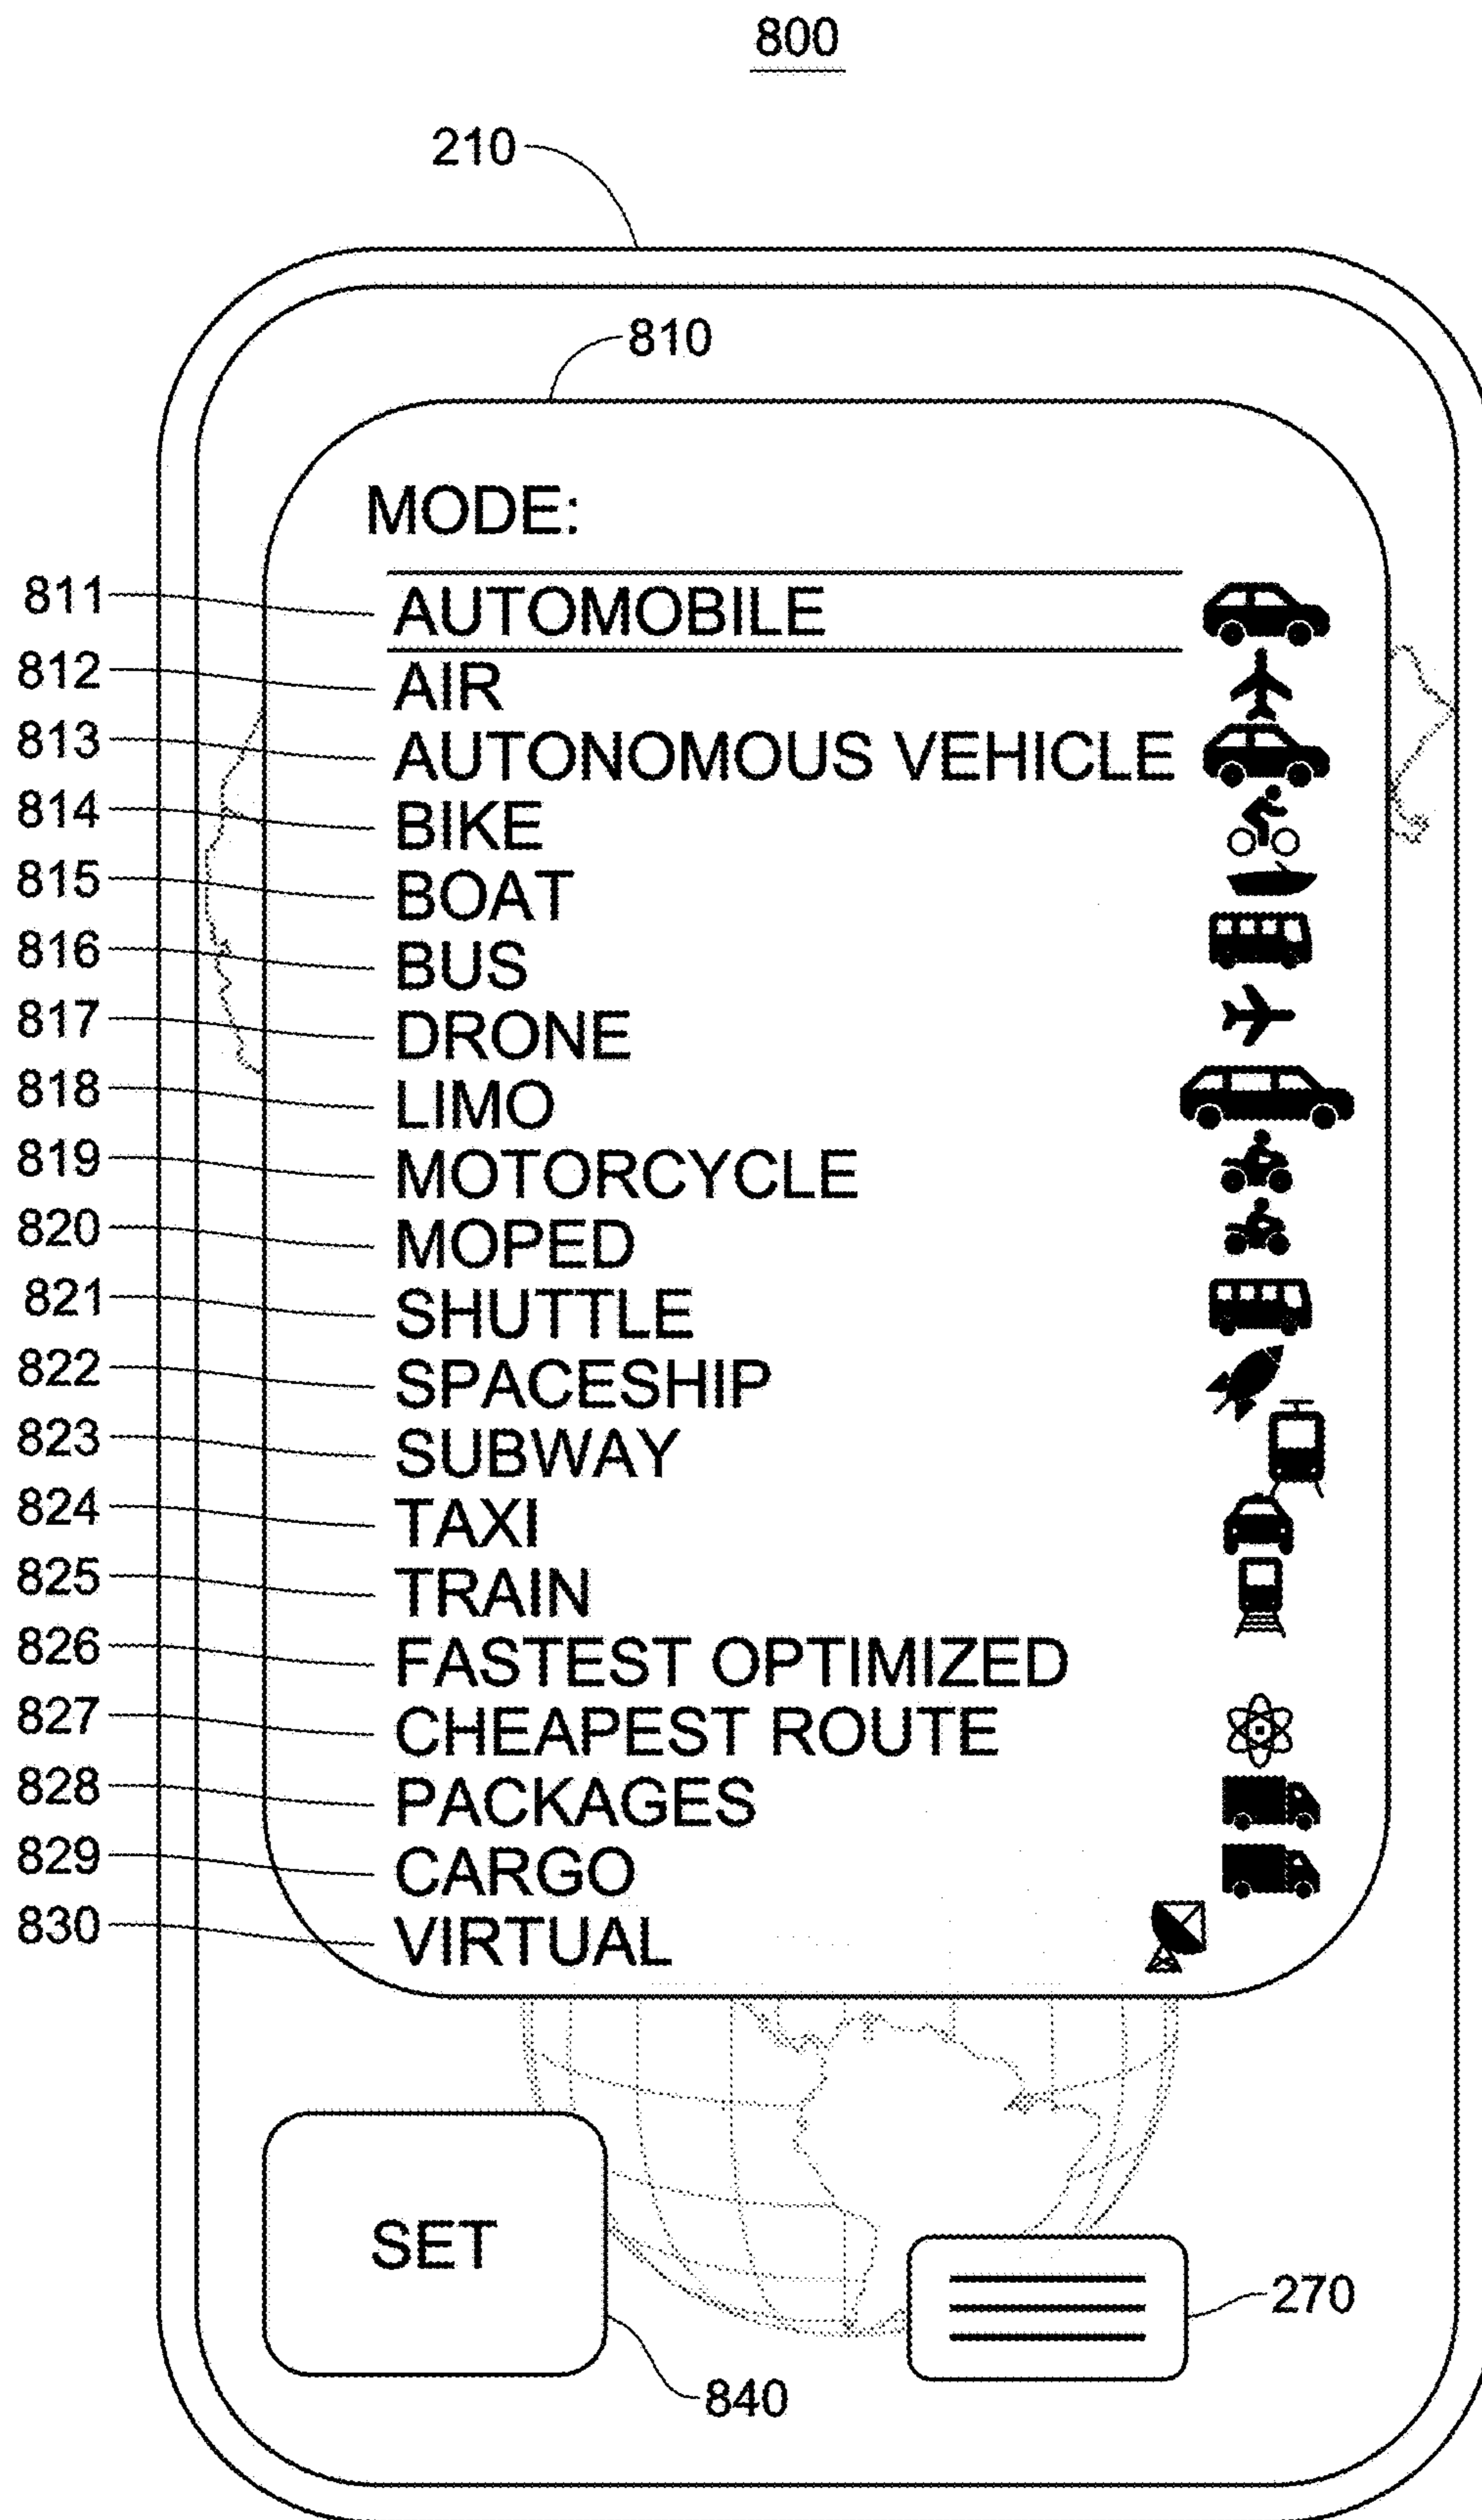 800
210
810
MODE:
811 AUTOMOBILE
812 AIR
813 AUTONOMOUS VEHICLE
814 BIKE
815 BOAT
816 BUS
817 DRONE
818 LIMO
819 MOTORCYCLE
820 MOPED
821 SHUTTLE
822 SPACESHIP
823 SUBWAY
824 TAXI
825 TRAIN
826 FASTEST OPTIMIZED
827 CHEAPEST ROUTE
828 PACKAGES
829 CARGO
830 VIRTUAL
SET
270
840